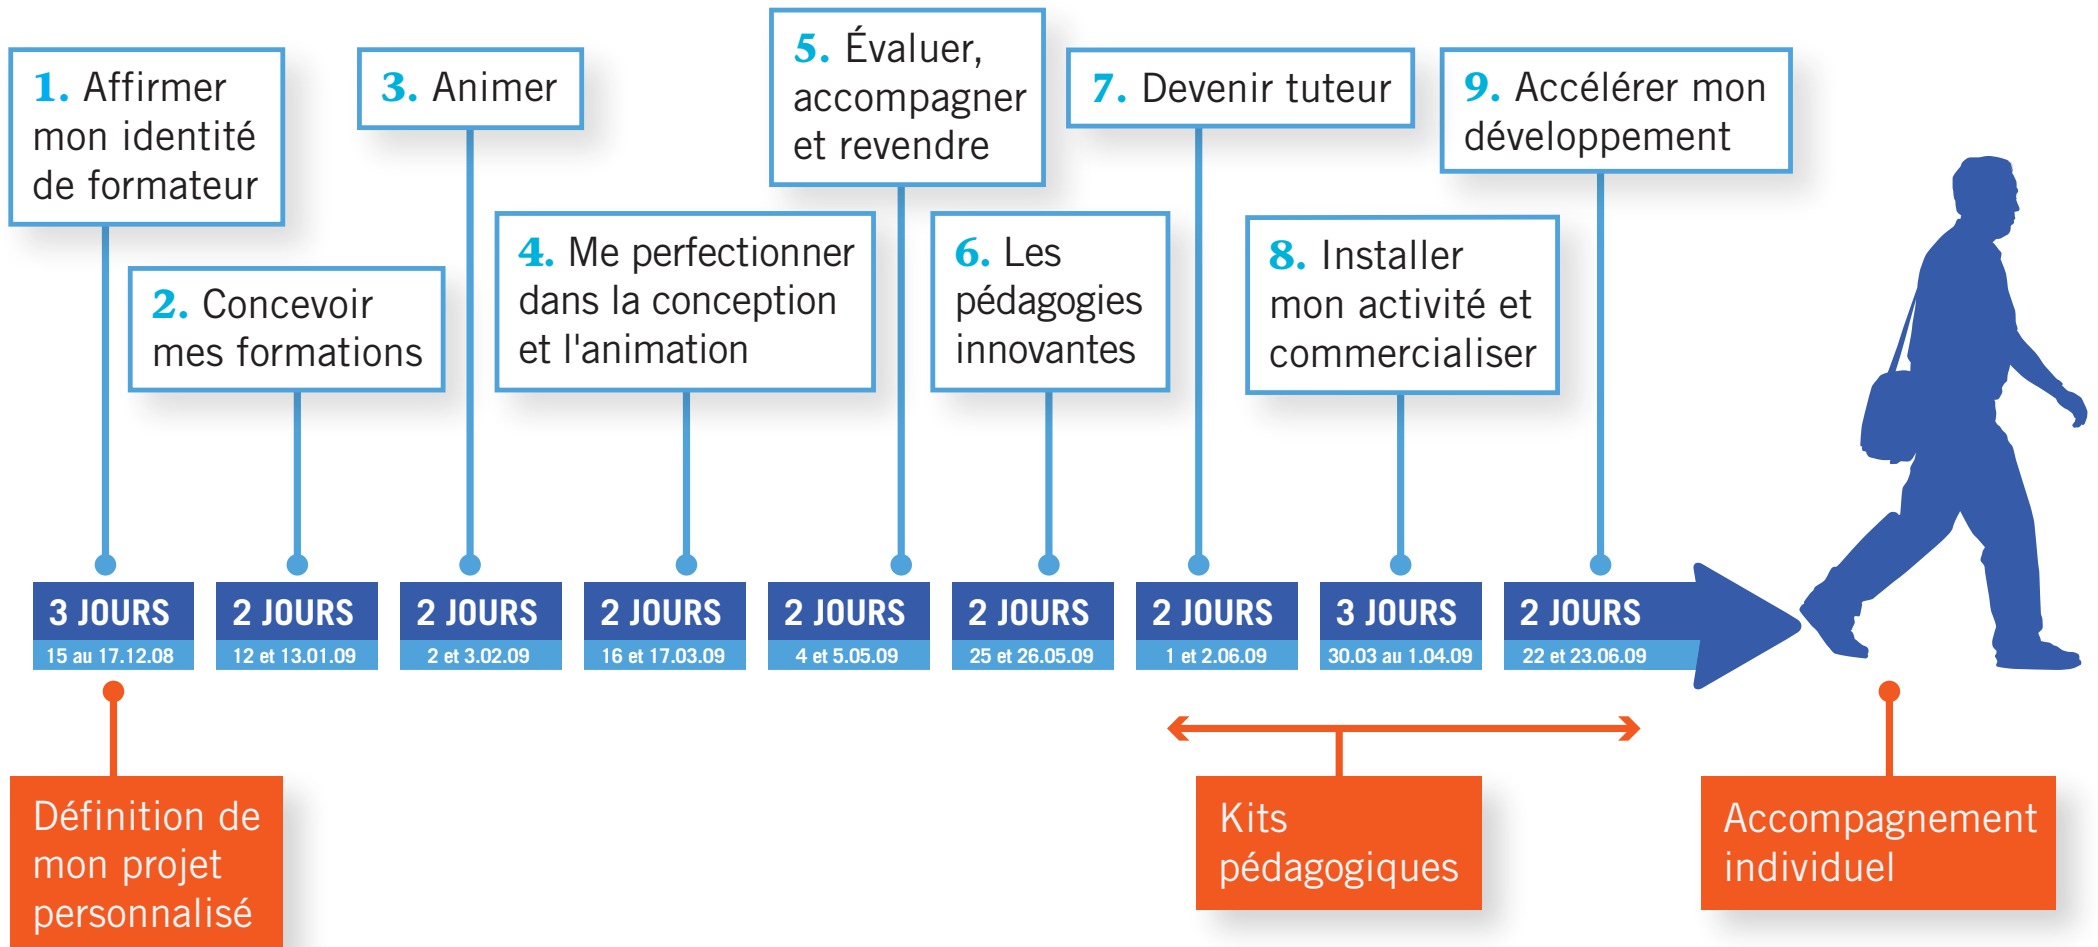 1. Affirmer
mon identité
de formateur
2. Concevoir
mes formations
3. Animer
4. Me perfectionner
dans la conception
et l'animation
5. Évaluer,
accompagner
et revendre
6. Les
pédagogies
innovantes
7. Devenir tuteur
8. Installer
mon activité et
commercialiser
9. Accélérer mon
développement
3 JOURS
15 au 17.12.08
2 JOURS
12 et 13.01.09
2 JOURS
2 et 3.02.09
2 JOURS
16 et 17.03.09
2 JOURS
4 et 5.05.09
2 JOURS
25 et 26.05.09
2 JOURS
1 et 2.06.09
3 JOURS
30.03 au 1.04.09
2 JOURS
22 et 23.06.09
Définition de
mon projet
personnalisé
Kits
pédagogiques
Accompagnement
individuel